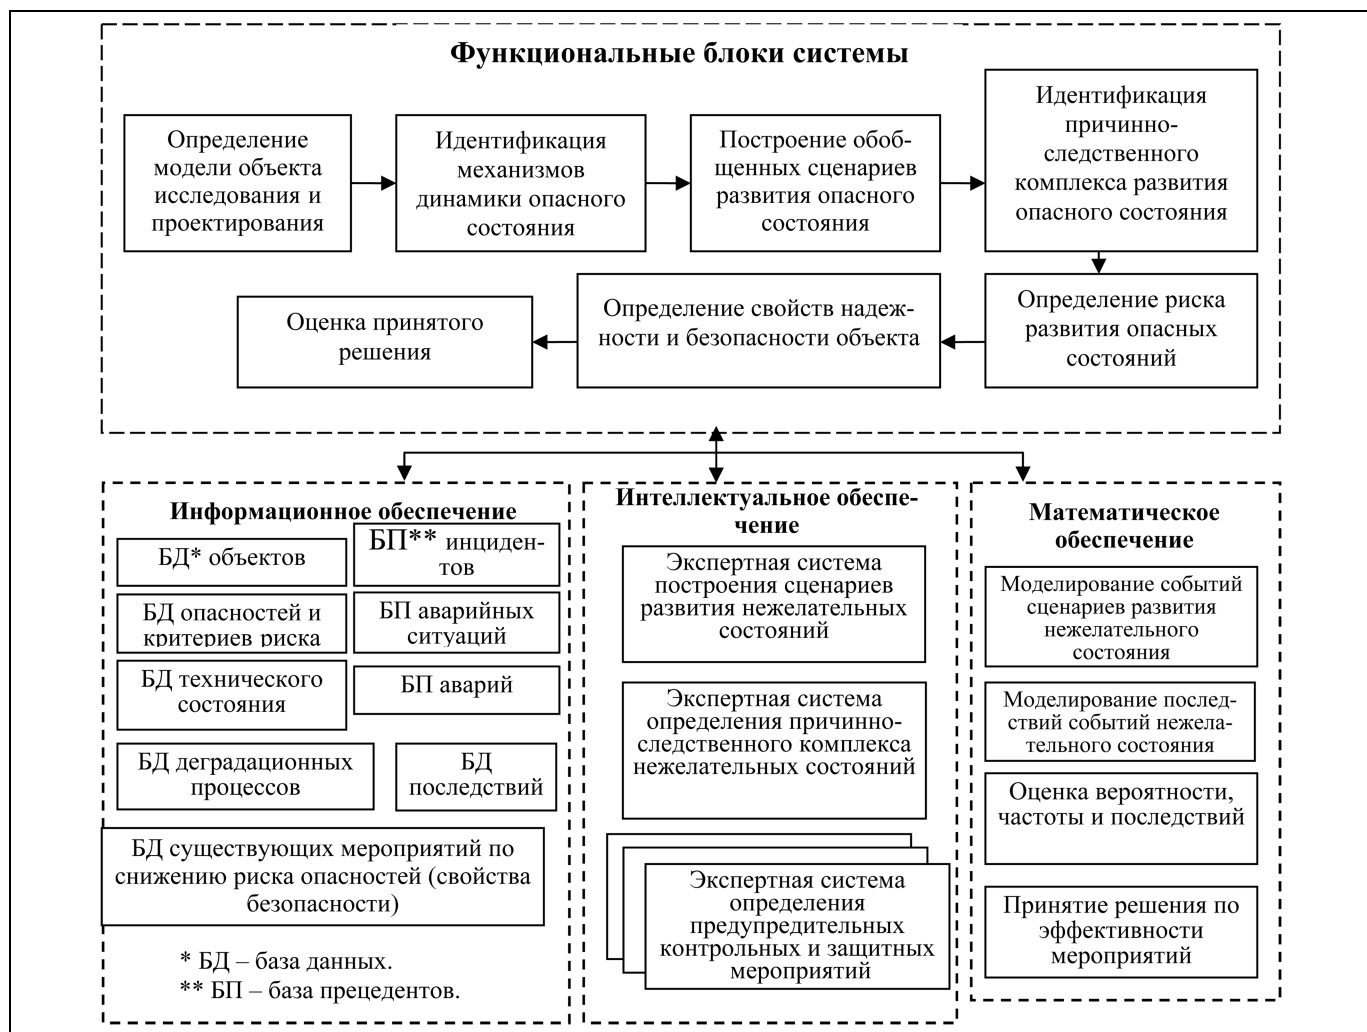 Функциональные блоки системы
Определение
модели объекта
исследования и
проектирования
Идентификация
механизмов
динамики опасного
состояния
Построение обоб-
щенных сценариев
развития опасного
состояния
Идентификация
причинно-
следственного
комплекса развития
опасного состояния
Определение риска
развития опасных
состояний
Определение свойств надеж-
ности и безопасности объекта
Оценка принятого
решения
Информационное обеспечение
БД* объектов
БП** инциден-
тов
БД опасностей и
критериев риска
БП аварийных
ситуаций
БД технического
состояния
БП аварий
БД деградационных
процессов
БД
последствий
БД существующих мероприятий по
снижению риска опасностей (свойства
безопасности)
* БД – база данных.
** БП – база прецедентов.
Интеллектуальное обеспе-
чение
Экспертная система
построения сценариев
развития нежелательных
состояний
Экспертная система
определения причинно-
следственного комплекса
нежелательных состояний
Экспертная система
определения
предупредительных
контрольных и защитных
мероприятий
Математическое
обеспечение
Моделирование событий
сценариев развития
нежелательного
состояния
Моделирование послед-
ствий событий нежела-
тельного состояния
Оценка вероятности,
частоты и последствий
Принятие решения по
эффективности
мероприятий